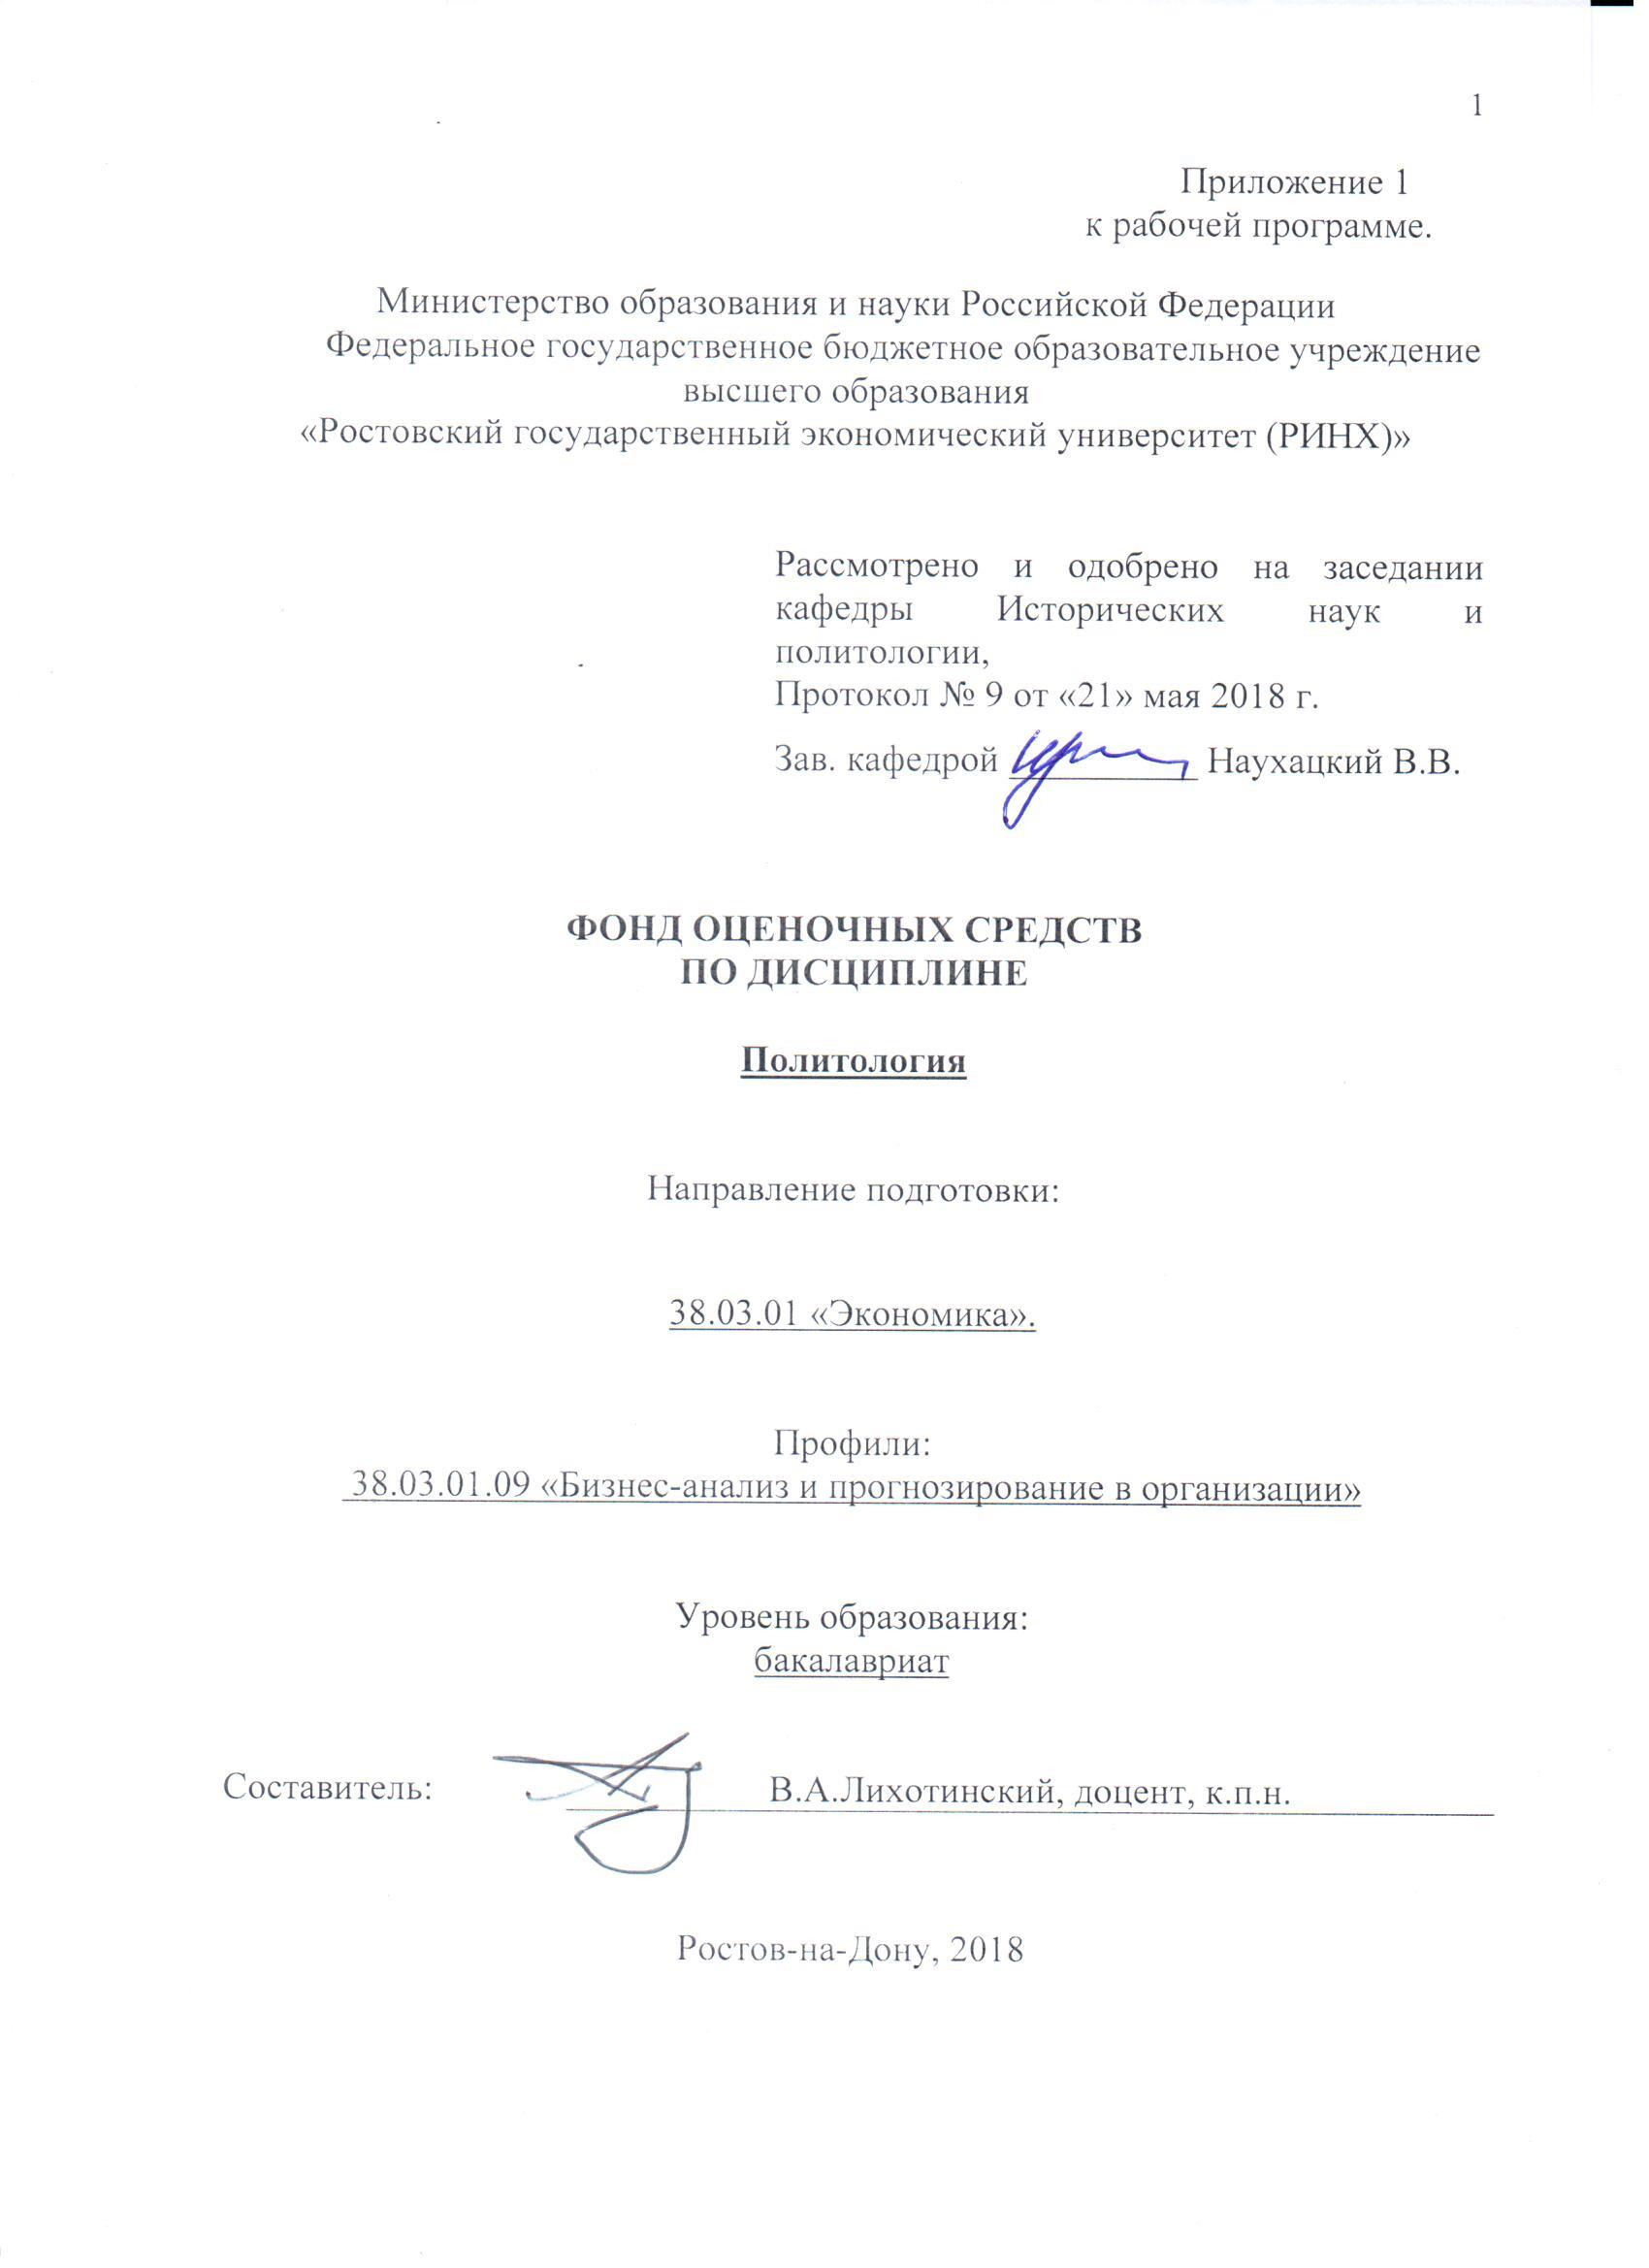 1
Приложение 1
к рабочей программе.
Министерство образования и науки Российской Федерации
Федеральное государственное бюджетное образовательное учреждение
высшего образования
«Ростовский государственный экономический университет (РИНХ)»
Рассмотрено и одобрено на заседании
кафедры Исторических наук и
политологии,
Протокол № 9 от «21» мая 2018 г.
Зав. кафедрой __________ Наухацкий В.В.
ФОНД ОЦЕНОЧНЫХ СРЕДСТВ
ПО ДИСЦИПЛИНЕ
Политология
Направление подготовки:
38.03.01 «Экономика».
Профили:
38.03.01.09 «Бизнес-анализ и прогнозирование в организации»
Уровень образования:
бакалавриат
Составитель: В.А.Лихотинский, доцент, к.п.н.
Ростов-на-Дону, 2018